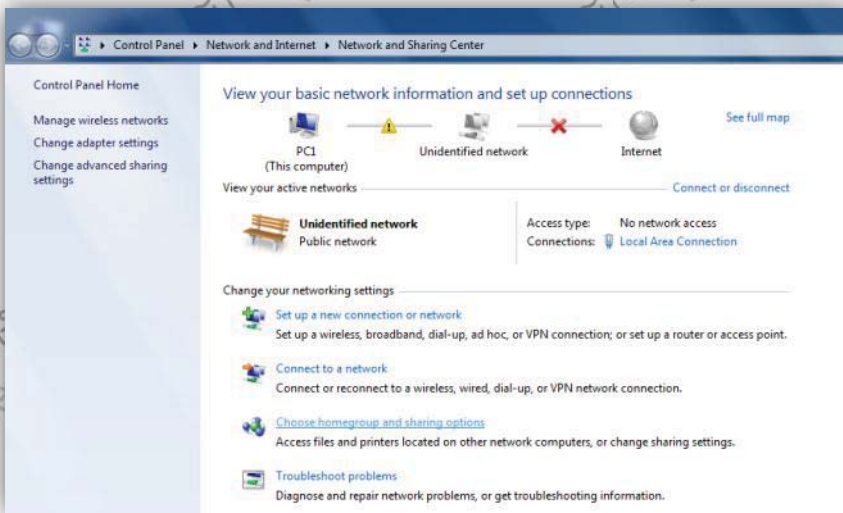 Control Panel ▸ Network and Internet ▸ Network and Sharing Center
Control Panel Home
Manage wireless networks
Change adapter settings
Change advanced sharing
settings
View your basic network information and set up connections
See full map
PC1
(This computer)
Unidentified network
Internet
View your active networks
Connect or disconnect
Unidentified network
Public network
Access type: No network access
Connections: Local Area Connection
Change your networking settings
Set up a new connection or network
Set up a wireless, broadband, dial-up, ad hoc, or VPN connection; or set up a router or access point.
Connect to a network
Connect or reconnect to a wireless, wired, dial-up, or VPN network connection.
Choose homegroup and sharing options
Access files and printers located on other network computers, or change sharing settings.
Troubleshoot problems
Diagnose and repair network problems, or get troubleshooting information.